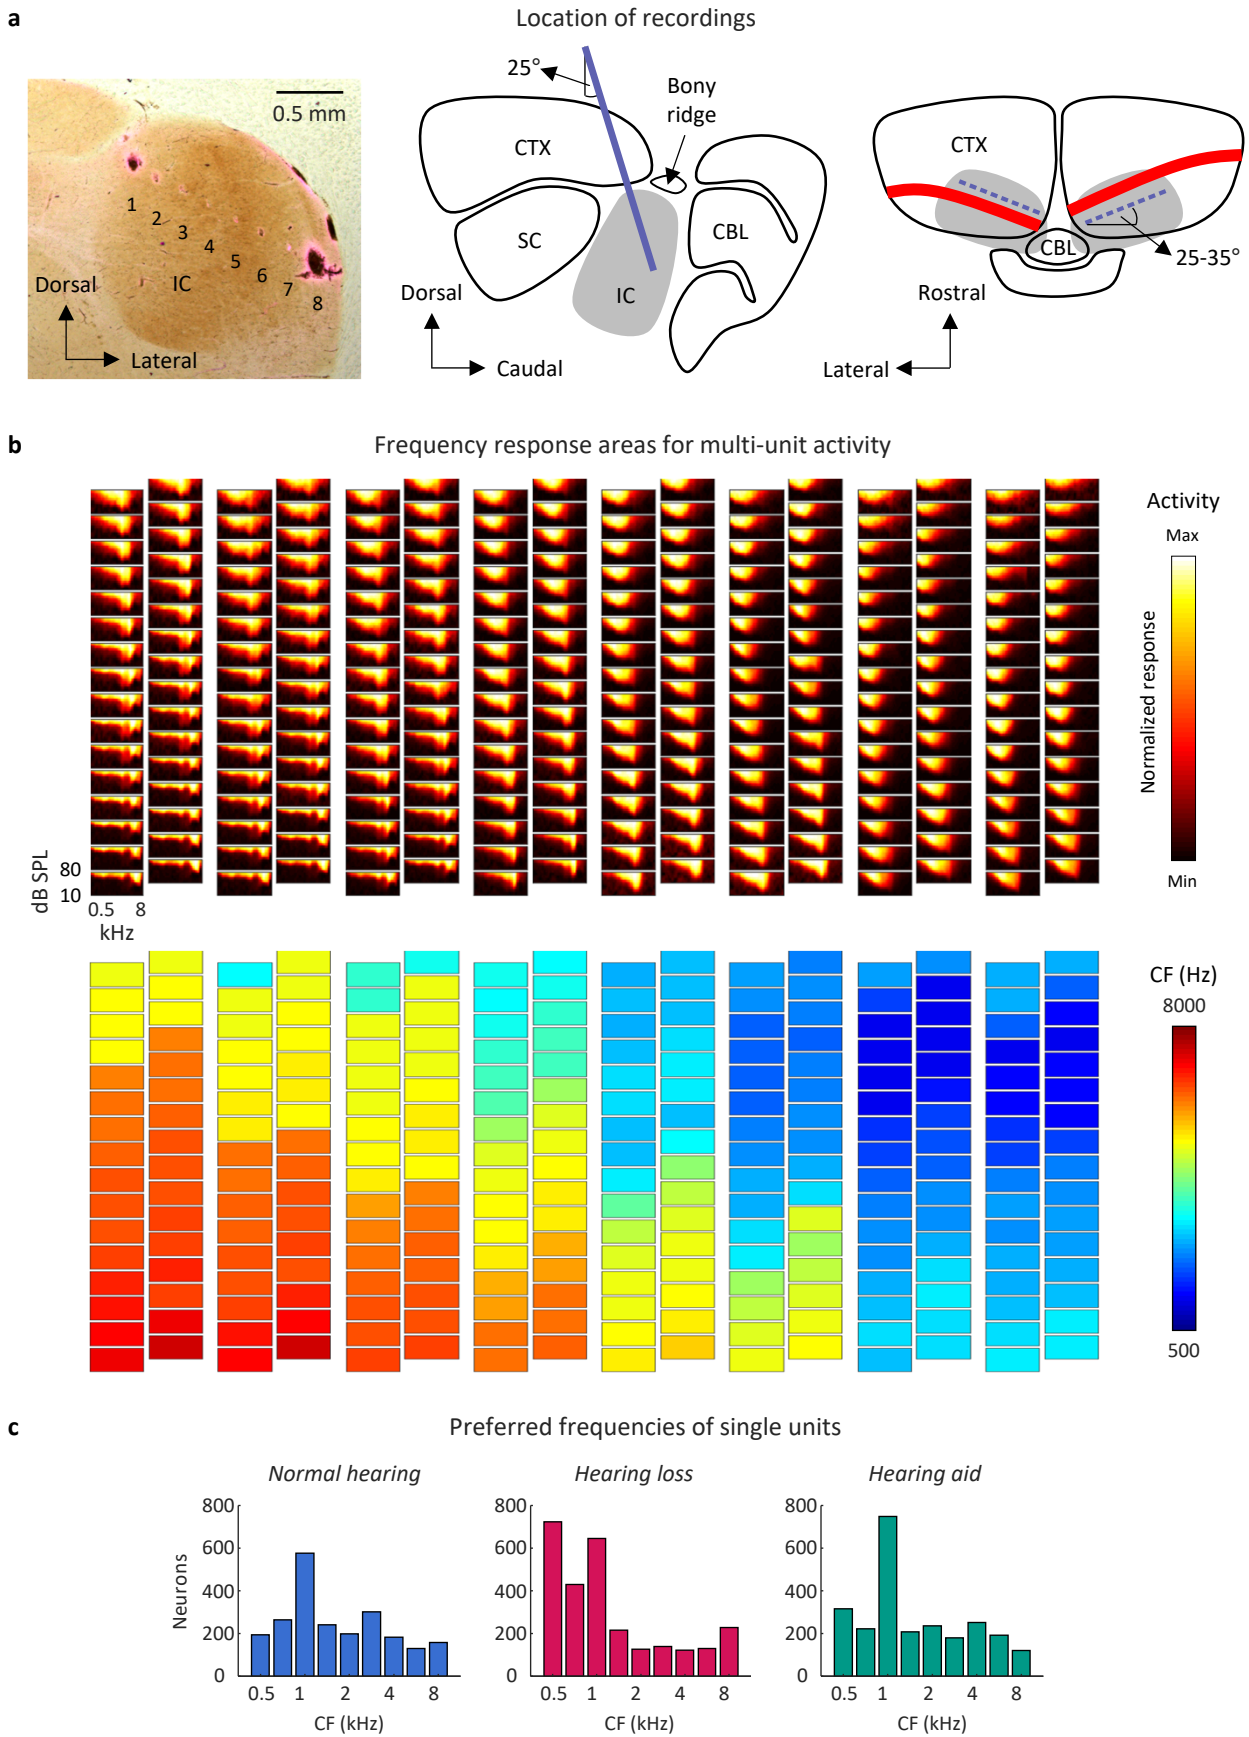 a
Location of recordings
0.5 mm
1 2 3 4 5 6 7 8
IC
Dorsal
Lateral
25°
Bony
ridge
CTX
SC
CBL
IC
Dorsal
Caudal
CTX
CBL
25-35°
Rostral
Lateral
b
Frequency response areas for multi-unit activity
Activity
Max
Normalized response
Min
dB SPL
80
10
0.5 8
kHz
CF (Hz)
8000
500
c
Preferred frequencies of single units
Normal hearing
Hearing loss
Hearing aid
Neurons
800
600
400
200
0
0.5 1 2 4 8
CF (kHz)
800
600
400
200
0
0.5 1 2 4 8
CF (kHz)
800
600
400
200
0
0.5 1 2 4 8
CF (kHz)